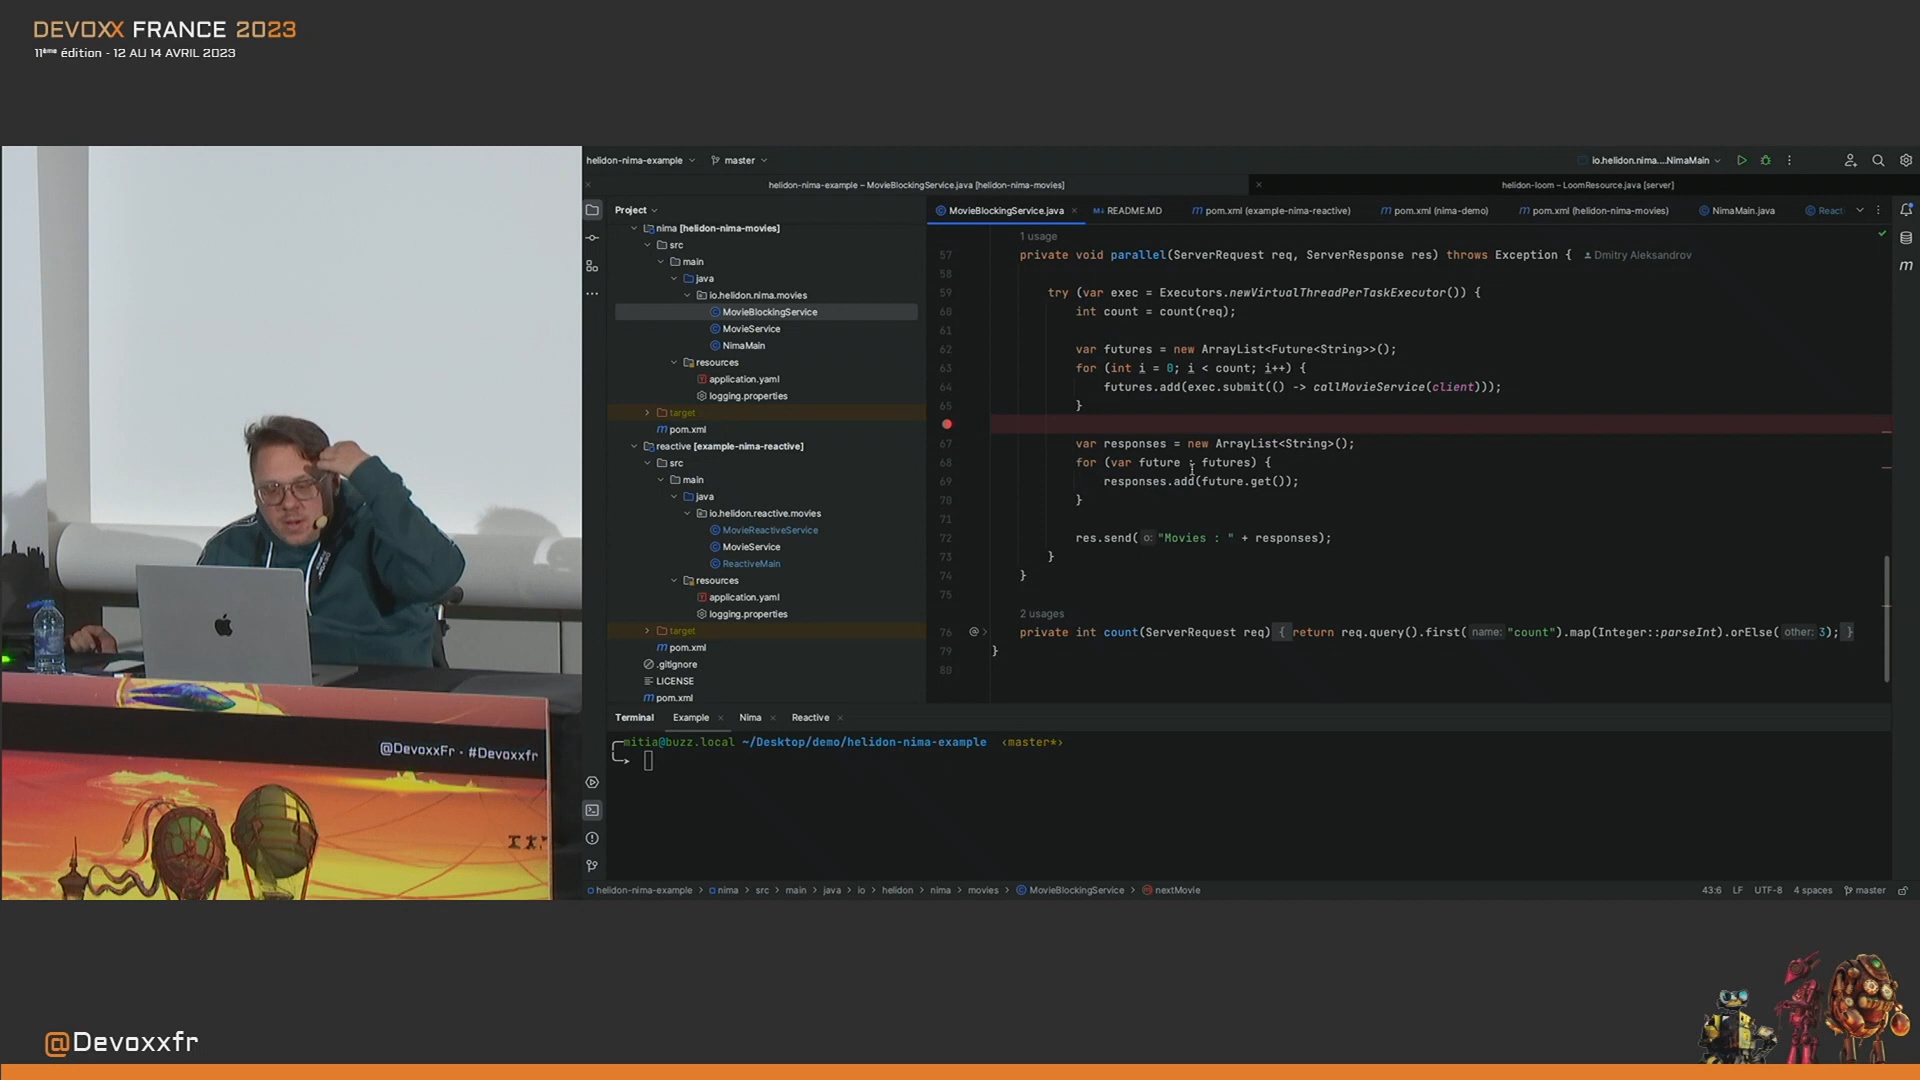 DEVOXX FRANCE 2023
11ème édition - 12 AU 14 AVRIL 2023
helidon-nima-example
master
io.helidon.nima....NimaMain
helidon-nima-example – MovieBlockingService.java [helidon-nima-movies]
helidon-loom – LoomResource.java [server]
Project
MovieBlockingService.java
README.MD
pom.xml (example-nima-reactive)
pom.xml (nima-demo)
pom.xml (helidon-nima-movies)
NimaMain.java
React
nima [helidon-nima-movies]
src
main
java
io.helidon.nima.movies
MovieBlockingService
MovieService
NimaMain
resources
application.yaml
logging.properties
target
pom.xml
reactive [example-nima-reactive]
src
main
java
io.helidon.reactive.movies
MovieReactiveService
MovieService
ReactiveMain
resources
application.yaml
logging.properties
target
pom.xml
.gitignore
LICENSE
pom.xml
1 usage
57 private void parallel(ServerRequest req, ServerResponse res) throws Exception { Dmitry Aleksandrov
58
59 try (var exec = Executors.newVirtualThreadPerTaskExecutor()) {
60 int count = count(req);
61
62 var futures = new ArrayList<Future<String>>();
63 for (int i = 0; i < count; i++) {
64 futures.add(exec.submit(() -> callMovieService(client)));
65 }
67 var responses = new ArrayList<String>();
68 for (var future : futures) {
69 responses.add(future.get());
70 }
71
72 res.send( o: "Movies : " + responses);
73 }
74 }
75
2 usages
76 private int count(ServerRequest req) { return req.query().first( name: "count").map(Integer::parseInt).orElse( other: 3); }
79 }
80
Terminal
Example
Nima
Reactive
mitia@buzz.local ~/Desktop/demo/helidon-nima-example ‹master*›
helidon-nima-example > nima > src > main > java > io > helidon > nima > movies > MovieBlockingService > nextMovie
43:6 LF UTF-8 4 spaces master
@DevoxxFr - #Devoxxfr
@Devoxxfr